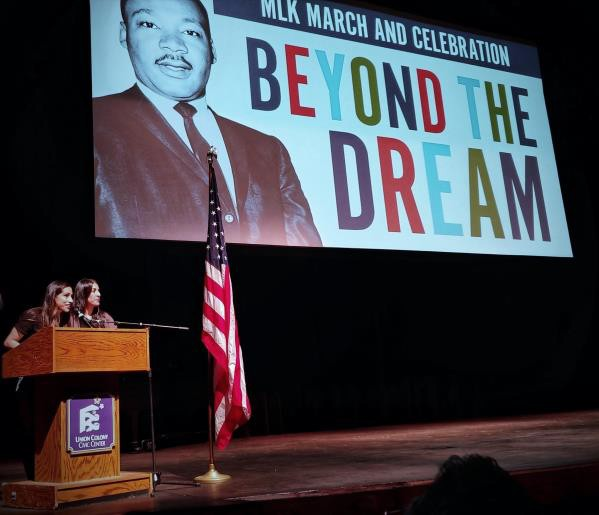 MLK MARCH AND CELEBRATION
BEYOND THE
DREAM
UNION COLONY
CIVIC CENTER